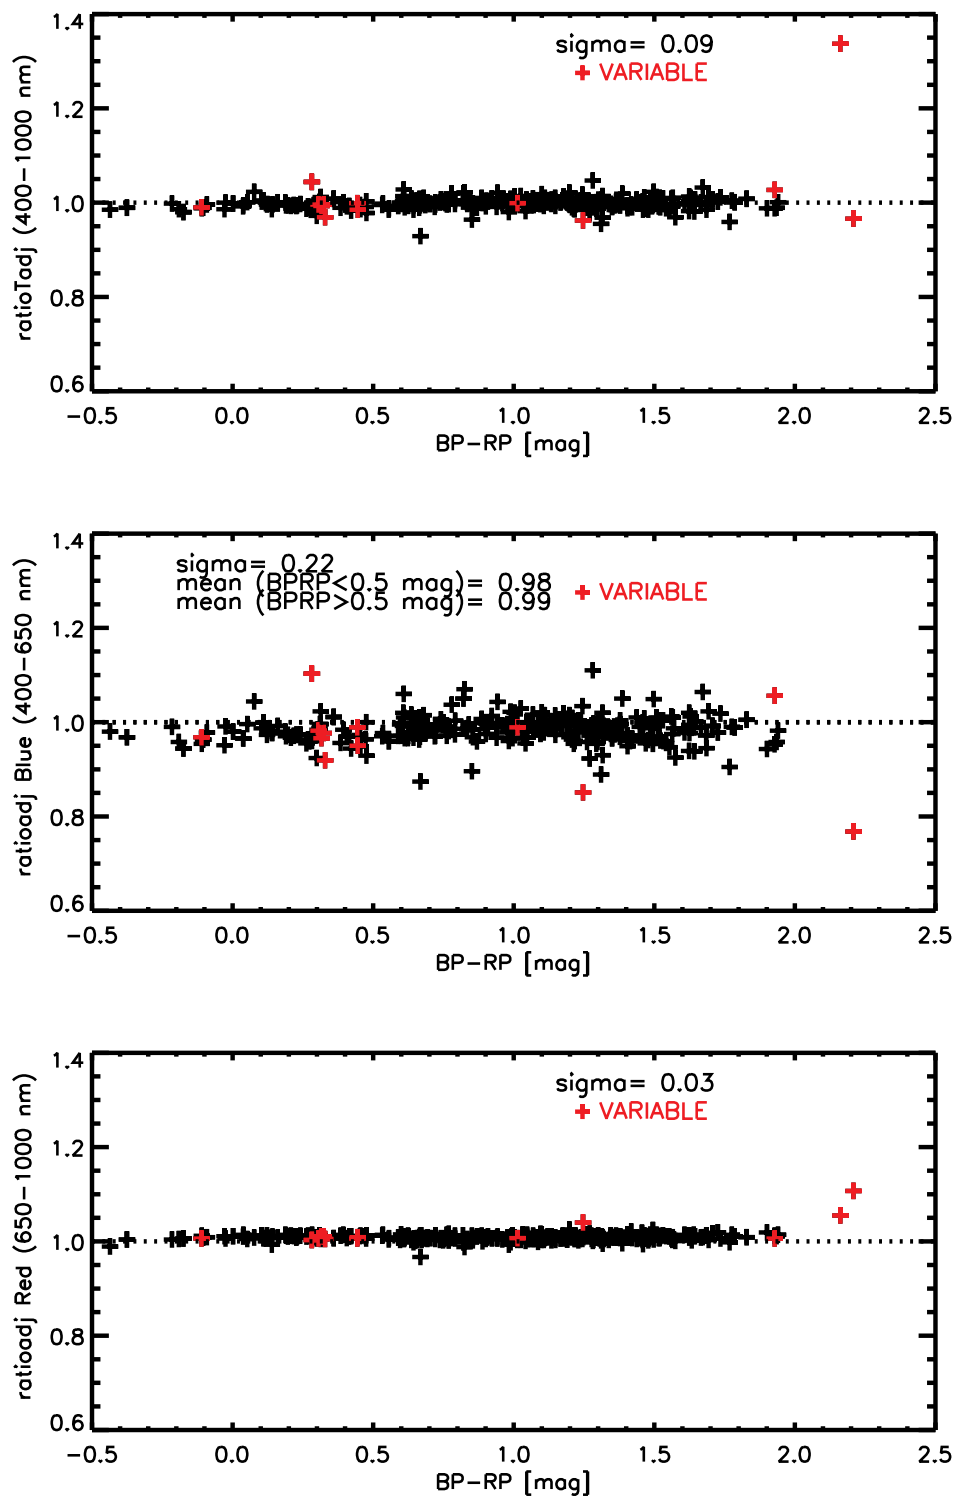 1.4
sigma= 0.09
VARIABLE
1.2
1.0
0.8
0.6
ratioTadj (400-1000 nm)
-0.5 0.0 0.5 1.0 1.5 2.0 2.5
BP-RP [mag]
1.4
sigma= 0.22
mean (BPRP<0.5 mag)= 0.98
mean (BPRP>0.5 mag)= 0.99
VARIABLE
1.2
1.0
0.8
0.6
ratioadj Blue (400-650 nm)
-0.5 0.0 0.5 1.0 1.5 2.0 2.5
BP-RP [mag]
1.4
sigma= 0.03
VARIABLE
1.2
1.0
0.8
0.6
ratioadj Red (650-1000 nm)
-0.5 0.0 0.5 1.0 1.5 2.0 2.5
BP-RP [mag]